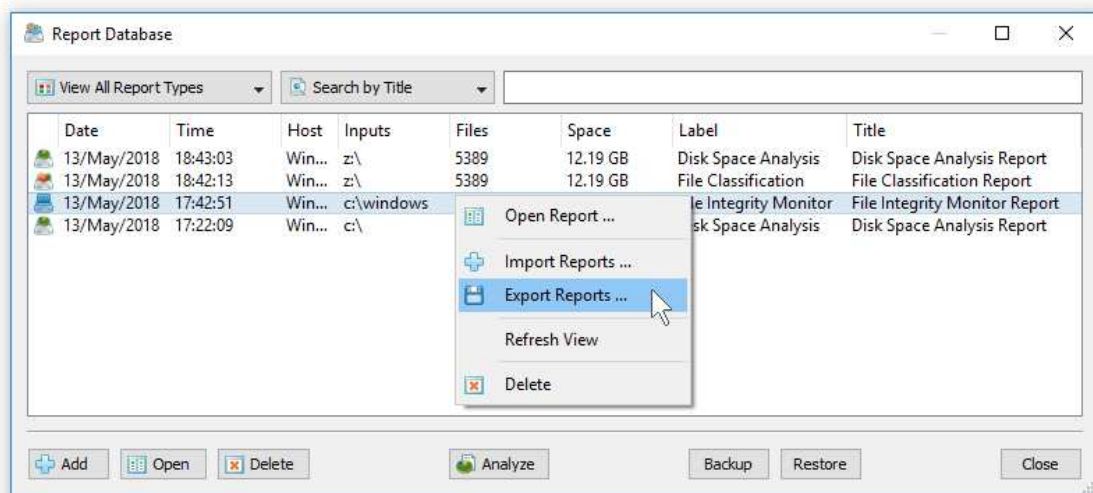 Report Database
View All Report Types Search by Title
Date Time Host Inputs Files Space Label Title
13/May/2018 18:43:03 Win... z:\ 5389 12.19 GB Disk Space Analysis Disk Space Analysis Report
13/May/2018 18:42:13 Win... z:\ 5389 12.19 GB File Classification File Classification Report
13/May/2018 17:42:51 Win... c:\windows le Integrity Monitor File Integrity Monitor Report
13/May/2018 17:22:09 Win... c:\ sk Space Analysis Disk Space Analysis Report
Open Report ...
Import Reports ...
Export Reports ...
Refresh View
Delete
Add Open Delete Analyze Backup Restore Close